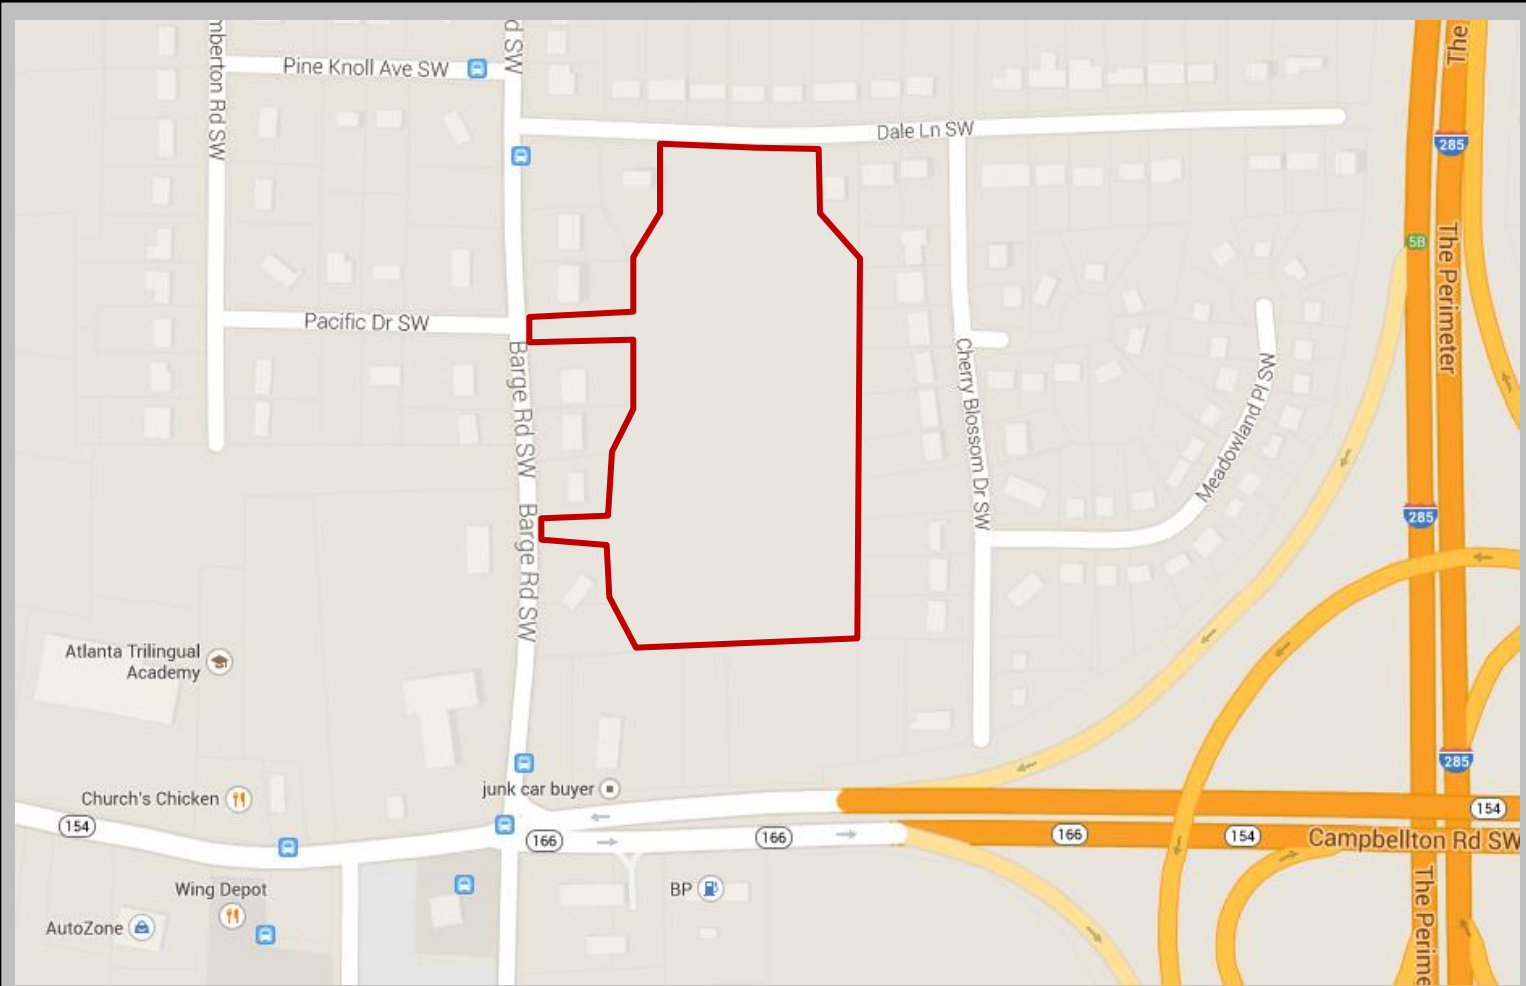 mberton Rd SW
d SW
The
Pine Knoll Ave SW
Dale Ln SW
285
5B
The Perimeter
Pacific Dr SW
Barge Rd SW
Cherry Blossom Dr SW
Meadowland Pl SW
285
Barge Rd SW
Atlanta Trilingual
Academy
285
junk car buyer
Church's Chicken
154
154
166
166
166
154
Campbellton Rd SW
Wing Depot
BP
The Perime
AutoZone